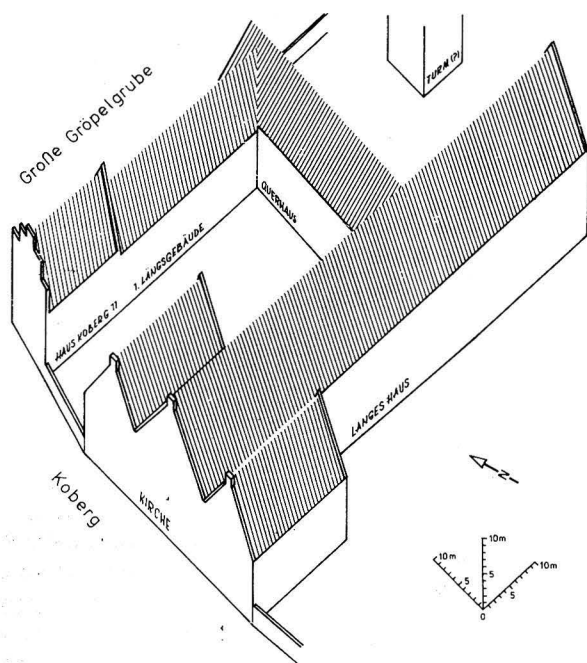 Große Gröpelgrube
TURM (?)
QUERHAUS
1. LÄNGSGEBÄUDE
HAUS KOBERG 11
LANGES HAUS
KIRCHE
Koberg
N
10m
5
10m
5
10m
5
0